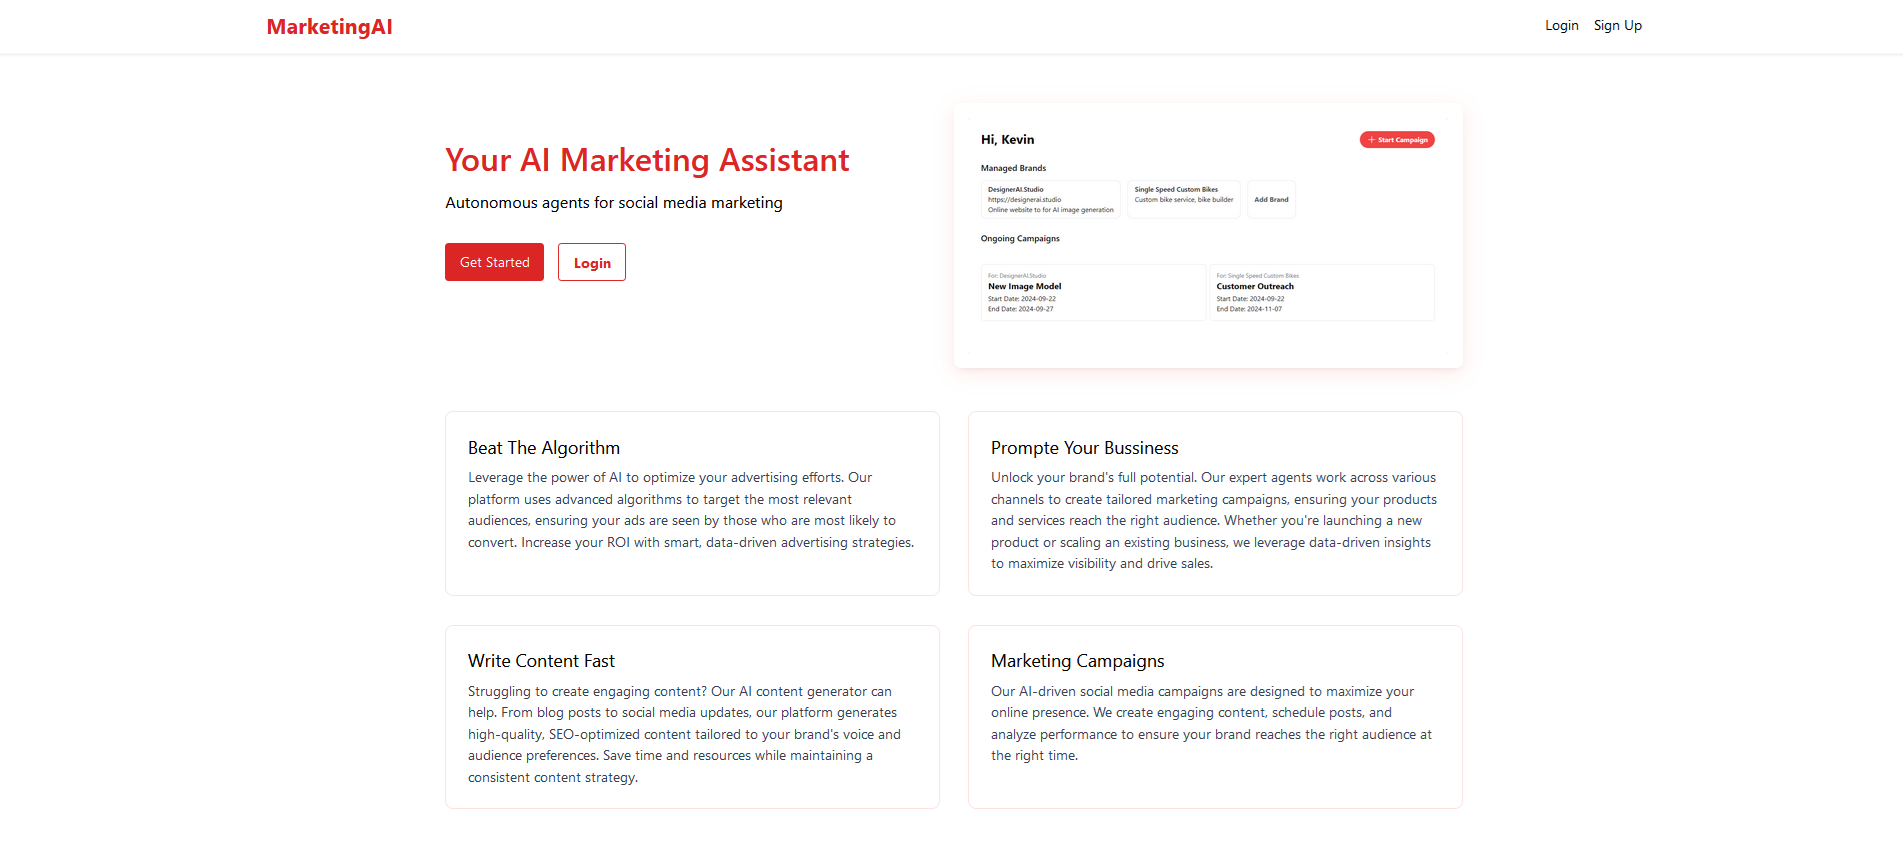 MarketingAI
Login
Sign Up
Your AI Marketing Assistant
Autonomous agents for social media marketing
Get Started
Login
Hi, Kevin
+ Start Campaign
Managed Brands
DesignerAI.Studio
https://designerai.studio
Online website to for AI image generation
Single Speed Custom Bikes
Custom bike service, bike builder
Add Brand
Ongoing Campaigns
For: DesignerAI.Studio
New Image Model
Start Date: 2024-09-22
End Date: 2024-09-27
For: Single Speed Custom Bikes
Customer Outreach
Start Date: 2024-09-22
End Date: 2024-11-07
Beat The Algorithm
Leverage the power of AI to optimize your advertising efforts. Our
platform uses advanced algorithms to target the most relevant
audiences, ensuring your ads are seen by those who are most likely to
convert. Increase your ROI with smart, data-driven advertising strategies.
Prompte Your Bussiness
Unlock your brand's full potential. Our expert agents work across various
channels to create tailored marketing campaigns, ensuring your products
and services reach the right audience. Whether you're launching a new
product or scaling an existing business, we leverage data-driven insights
to maximize visibility and drive sales.
Write Content Fast
Struggling to create engaging content? Our AI content generator can
help. From blog posts to social media updates, our platform generates
high-quality, SEO-optimized content tailored to your brand's voice and
audience preferences. Save time and resources while maintaining a
consistent content strategy.
Marketing Campaigns
Our AI-driven social media campaigns are designed to maximize your
online presence. We create engaging content, schedule posts, and
analyze performance to ensure your brand reaches the right audience at
the right time.